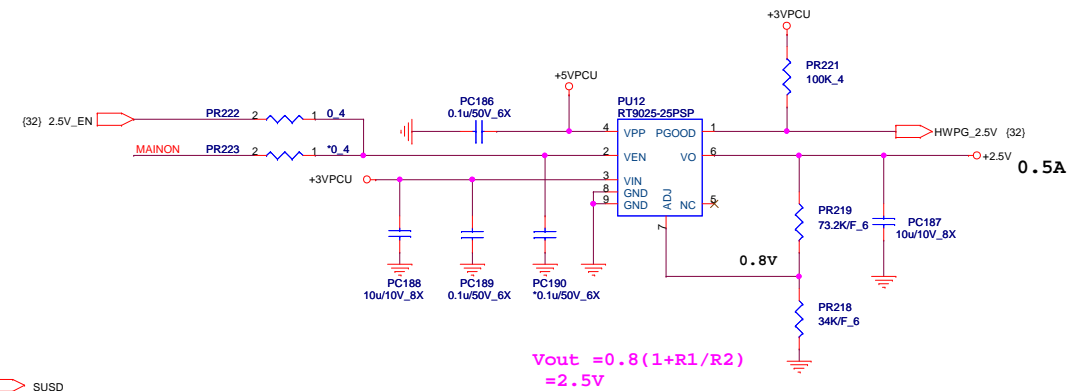 +3VPCU
PR221
100K_4
+5VPCU
PU12
RT9025-25PSP
PC186
0.1u/50V_6X
{32} 2.5V_EN
PR222 2 1 0_4
4 VPP PGOOD 1
HWPG_2.5V {32}
MAINON
PR223 2 1 *0_4
2 VEN VO 6
+2.5V
0.5A
+3VPCU
3 VIN
8 GND
9 GND
ADJ
NC 5
7
PR219
73.2K/F_6
PC187
10u/10V_8X
0.8V
PC188
10u/10V_8X
PC189
0.1u/50V_6X
PC190
*0.1u/50V_6X
PR218
34K/F_6
Vout =0.8(1+R1/R2)
=2.5V
SUSD